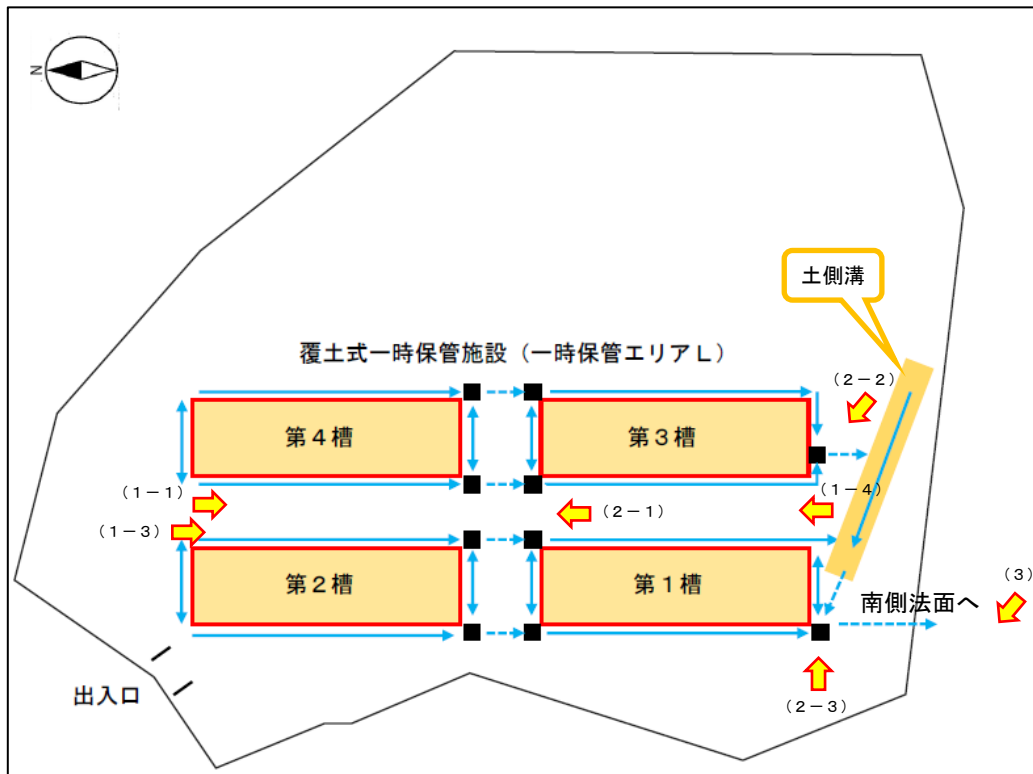 N
土側溝
覆土式一時保管施設（一時保管エリアＬ）
（２－２）
第４槽
第３槽
（１－１）
（１－４）
（２－１）
（１－３）
第２槽
第１槽
（３）
南側法面へ
出入口
（２－３）